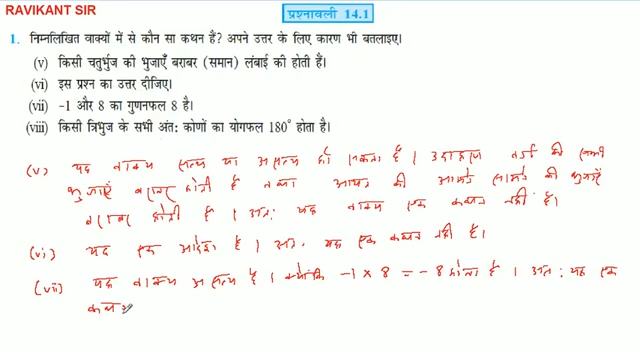 RAVIKANT SIR
प्रश्नावली 14.1
1. निम्नलिखित वाक्यों में से कौन सा कथन हैं? अपने उत्तर के लिए कारण भी बतलाइए।
(v) किसी चतुर्भुज की भुजाएँ बराबर (समान) लंबाई की होती हैं।
(vi) इस प्रश्न का उत्तर दीजिए।
(vii) -1 और 8 का गुणनफल 8 है।
(viii) किसी त्रिभुज के सभी अंत: कोणों का योगफल 180° होता है।
(v) यह वाक्य सत्य या असत्य हो सकता है। उदाहरण वर्ग की सभी
भुजाएँ बराबर होती हैं तथा आयत की आमने सामने की भुजाएँ
बराबर होती हैं। अत: यह वाक्य एक कथन नहीं है।
(vi) यह एक आदेश है। अत: यह एक कथन नहीं है।
(vii) यह वाक्य असत्य है। क्योंकि -1 × 8 = -8 होता है। अत: यह एक
कथन